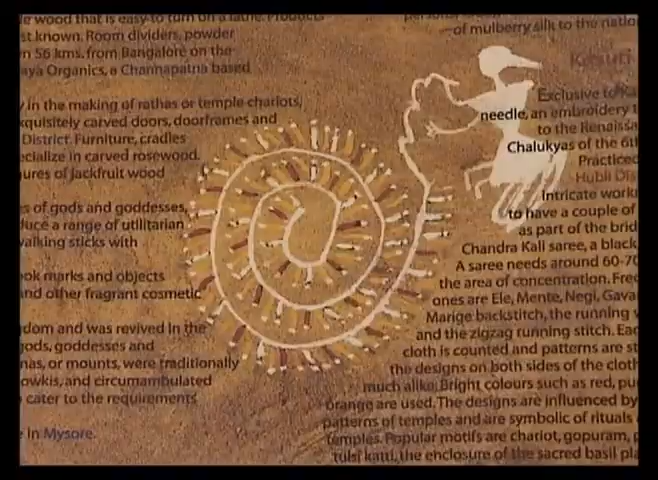 wood that is easy to turn on a lathe. Products
st known. Room dividers, powder
n 56 kms. from Bangalore on the
aya Organics, a Channapatna based
in the making of rathas or temple chariots,
xquisitely carved doors, doorframes and
District. Furniture, cradles
ecialize in carved rosewood.
ures of Jackfruit wood
s of gods and goddesses,
duce a range of utilitarian
walking sticks with
ok marks and objects
nd other fragrant cosmetic
dom and was revived in the
gods, goddesses and
nas, or mounts, were traditionally
owkis, and circumambulated
cater to the requirements
in Mysore.
of mulberry silk to the natio
Kasuti
Exclusive to Ka
needle, an embroidery t
to the Renaissa
Chalukyas of the 6th
Practiced
Hubli Dis
Intricate work
to have a couple of
as part of the brid
Chandra Kali saree, a black
A saree needs around 60-70
the area of concentration. Fre
ones are Ele, Mente, Negi, Gava
Marige backstitch, the running
and the zigzag running stitch. Eac
cloth is counted and patterns are st
the designs on both sides of the cloth
much alike. Bright colours such as red, pu
orange are used. The designs are influenced by
patterns of temples and are symbolic of rituals
temples. Popular motifs are chariot, gopuram, p
tulsi katti, the enclosure of the sacred basil pla